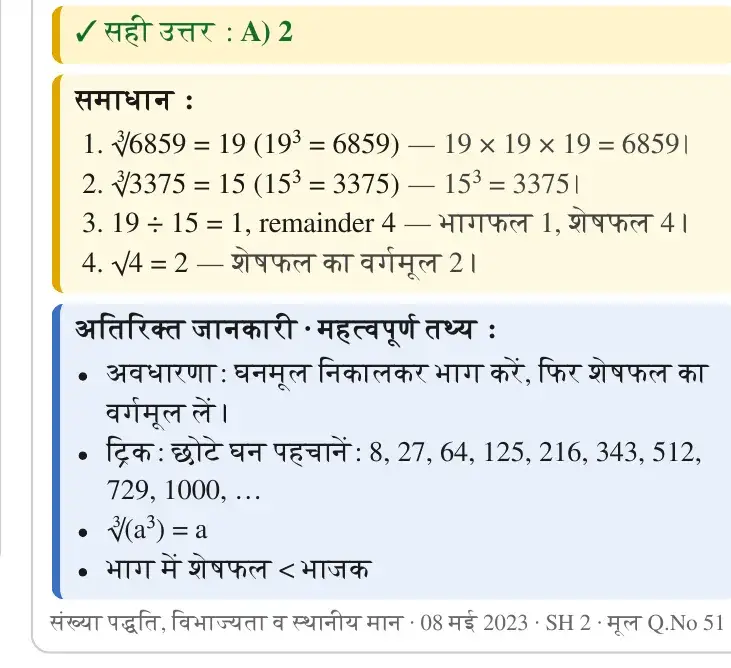 ✓ सही उत्तर : A) 2
समाधान :
1. ∛6859 = 19 (19³ = 6859) — 19 × 19 × 19 = 6859।
2. ∛3375 = 15 (15³ = 3375) — 15³ = 3375।
3. 19 ÷ 15 = 1, remainder 4 — भागफल 1, शेषफल 4।
4. √4 = 2 — शेषफल का वर्गमूल 2।
अतिरिक्त जानकारी · महत्वपूर्ण तथ्य :
• अवधारणा : घनमूल निकालकर भाग करें, फिर शेषफल का
वर्गमूल लें।
• ट्रिक : छोटे घन पहचानें : 8, 27, 64, 125, 216, 343, 512,
729, 1000, …
• ∛(a³) = a
• भाग में शेषफल < भाजक
संख्या पद्धति, विभाज्यता व स्थानीय मान · 08 मई 2023 · SH 2 · मूल Q.No 51